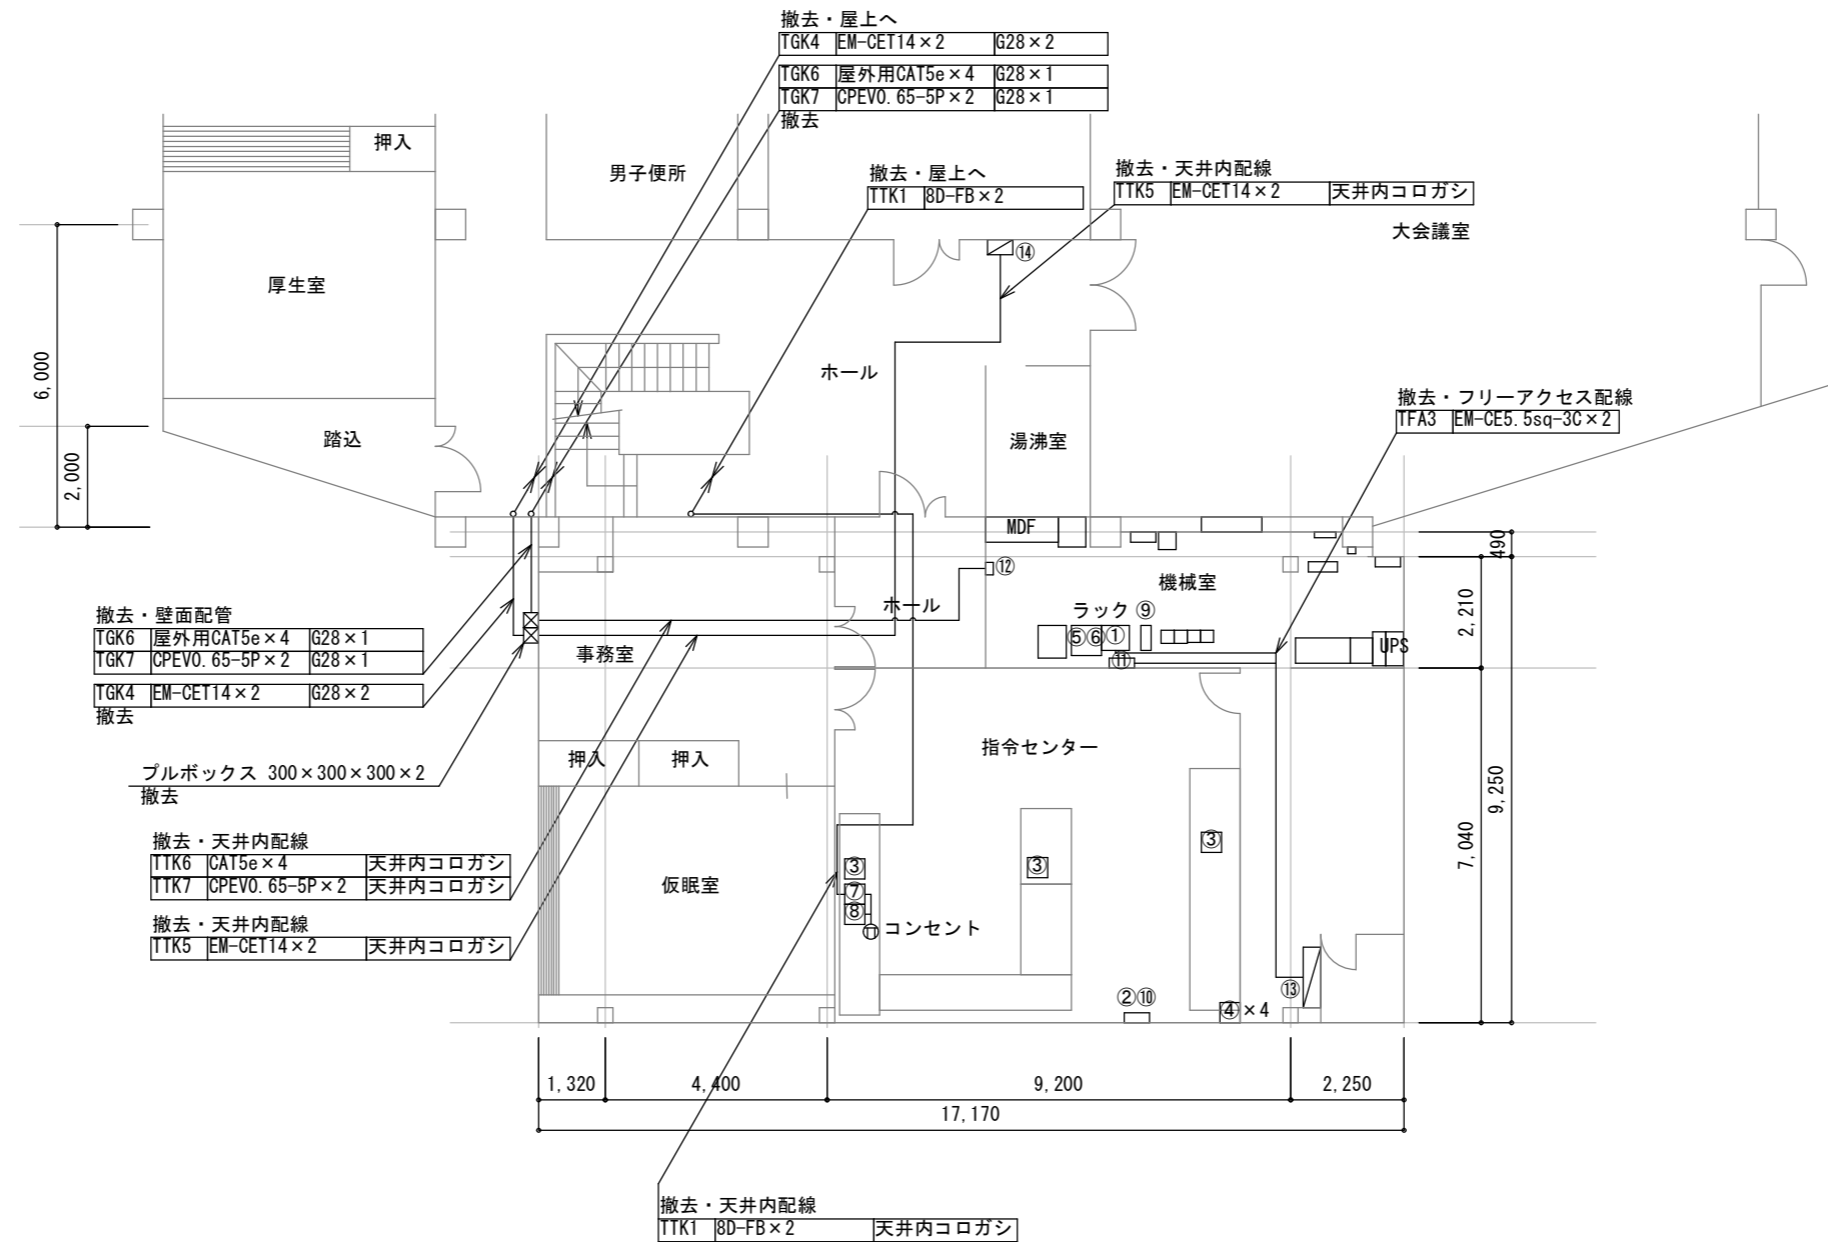 撤去・屋上へ
TGK4 EM-CET14×2 G28×2
TGK6 屋外用CAT5e×4 G28×1
TGK7 CPEV0.65-5P×2 G28×1
撤去
撤去・屋上へ
TTK1 8D-FB×2
撤去・天井内配線
TTK5 EM-CET14×2 天井内コロガシ
押入
男子便所
大会議室
⑭
厚生室
6,000
ホール
撤去・フリーアクセス配線
TFA3 EM-CE5.5sq-3C×2
踏込
湯沸室
2,000
MDF
490
⑫
機械室
2,210
ホール
ラック ⑨
撤去・壁面配管
TGK6 屋外用CAT5e×4 G28×1
TGK7 CPEV0.65-5P×2 G28×1
⑤⑥①
UPS
事務室
⑪
TGK4 EM-CET14×2 G28×2
撤去
指令センター
押入
押入
プルボックス 300×300×300×2
撤去
9,250
7,040
撤去・天井内配線
TTK6 CAT5e×4 天井内コロガシ
TTK7 CPEV0.65-5P×2 天井内コロガシ
③
③
③
仮眠室
⑦
⑧
コンセント
撤去・天井内配線
TTK5 EM-CET14×2 天井内コロガシ
⑬
②⑩
④×4
1,320
4,400
9,200
2,250
17,170
撤去・天井内配線
TTK1 8D-FB×2 天井内コロガシ